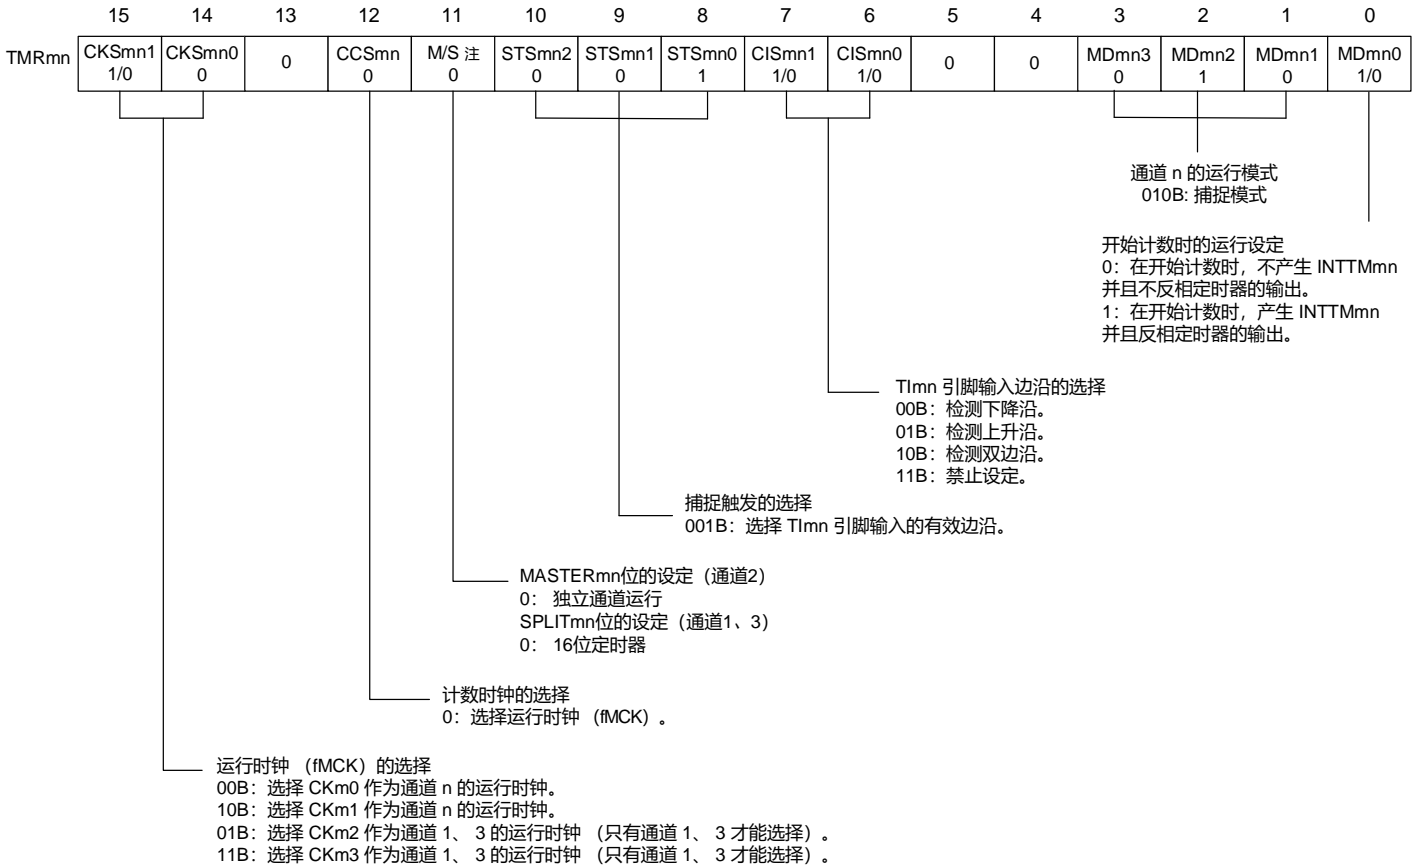 15 14 13 12 11 10 9 8 7 6 5 4 3 2 1 0
TMRmn CKSmn1 CKSmn0 0 CCSmn M/S 注 STSmn2 STSmn1 STSmn0 CISmn1 CISmn0 0 0 MDmn3 MDmn2 MDmn1 MDmn0
1/0 0 0 0 0 0 1 1/0 1/0 0 1 0 1/0
通道 n 的运行模式
010B: 捕捉模式
开始计数时的运行设定
0：在开始计数时，不产生 INTTMmn
并且不反相定时器的输出。
1：在开始计数时，产生 INTTMmn
并且反相定时器的输出。
TImn 引脚输入边沿的选择
00B：检测下降沿。
01B：检测上升沿。
10B：检测双边沿。
11B：禁止设定。
捕捉触发的选择
001B：选择 TImn 引脚输入的有效边沿。
MASTERmn位的设定（通道2）
0： 独立通道运行
SPLITmn位的设定（通道1、3）
0： 16位定时器
计数时钟的选择
0：选择运行时钟 （fMCK）。
运行时钟 （fMCK）的选择
00B：选择 CKm0 作为通道 n 的运行时钟。
10B：选择 CKm1 作为通道 n 的运行时钟。
01B：选择 CKm2 作为通道 1、 3 的运行时钟 （只有通道 1、 3 才能选择）。
11B：选择 CKm3 作为通道 1、 3 的运行时钟 （只有通道 1、 3 才能选择）。